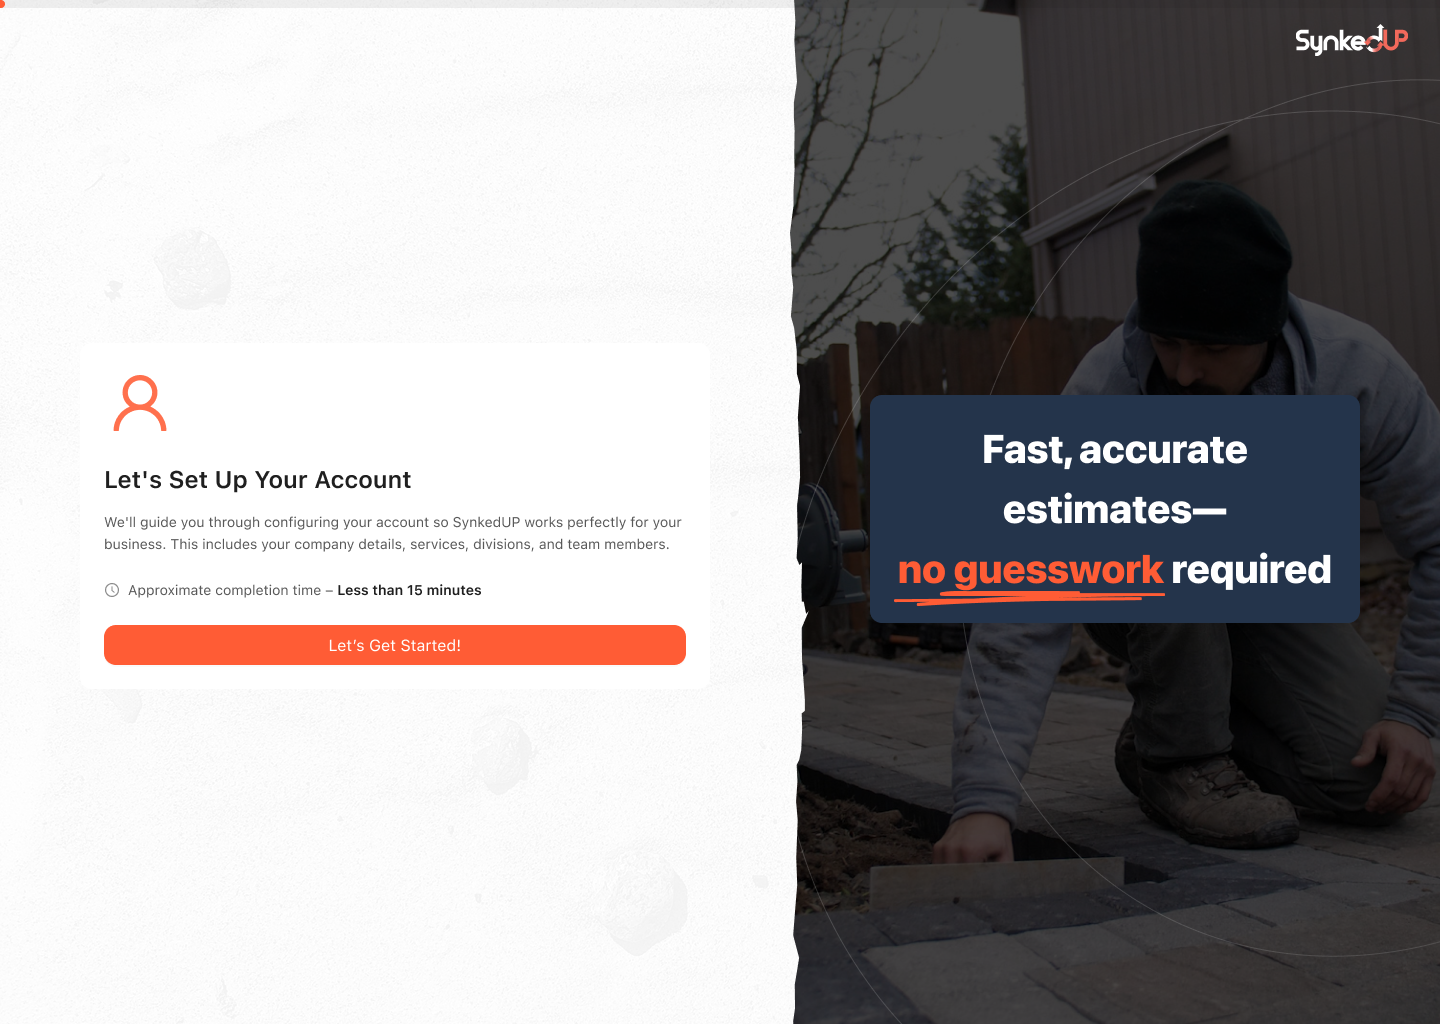 SynkedUP
Let's Set Up Your Account
We'll guide you through configuring your account so SynkedUP works perfectly for your
business. This includes your company details, services, divisions, and team members.
Approximate completion time – Less than 15 minutes
Let’s Get Started!
Fast, accurate
estimates—
no guesswork required